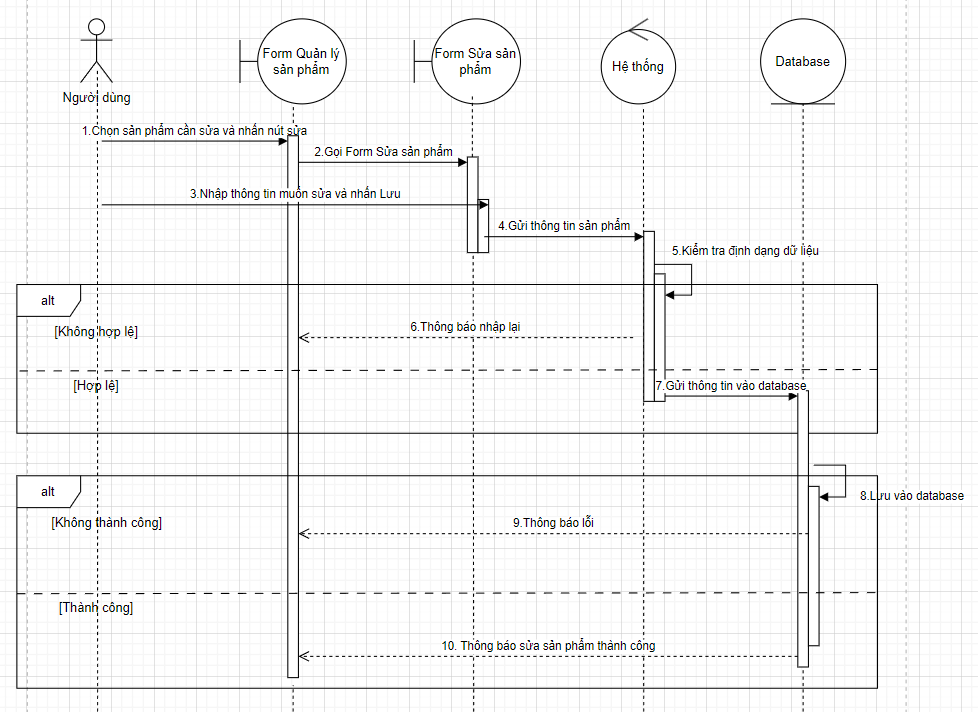 Người dùng
Form Quản lý
sản phẩm
Form Sửa sản
phẩm
Hệ thống
Database
1.Chọn sản phẩm cần sửa và nhấn nút sửa
2.Gọi Form Sửa sản phẩm
3.Nhập thông tin muốn sửa và nhấn Lưu
4.Gửi thông tin sản phẩm
5.Kiểm tra định dạng dữ liệu
alt
[Không hợp lệ]
6.Thông báo nhập lại
[Hợp lệ]
7.Gửi thông tin vào database
alt
8.Lưu vào database
[Không thành công]
9.Thông báo lỗi
[Thành công]
10. Thông báo sửa sản phẩm thành công